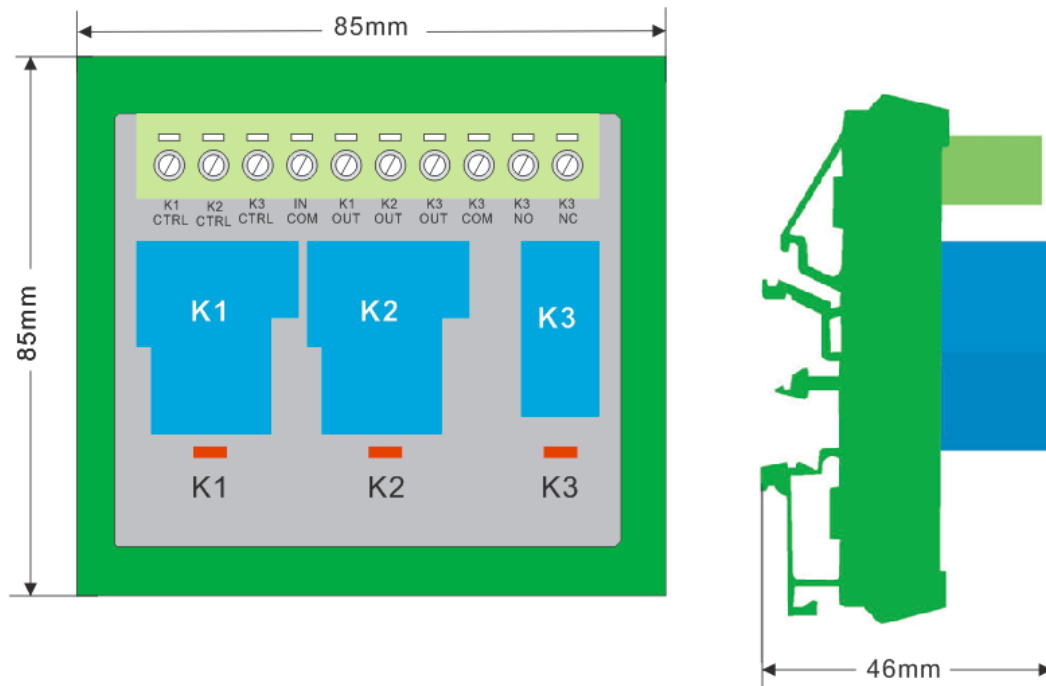 85mm
85mm
K1 K2 K3 IN K1 K2 K3 K3 K3 K3
CTRL CTRL CTRL COM OUT OUT OUT COM NO NC
K1 K2 K3
K1 K2 K3
46mm